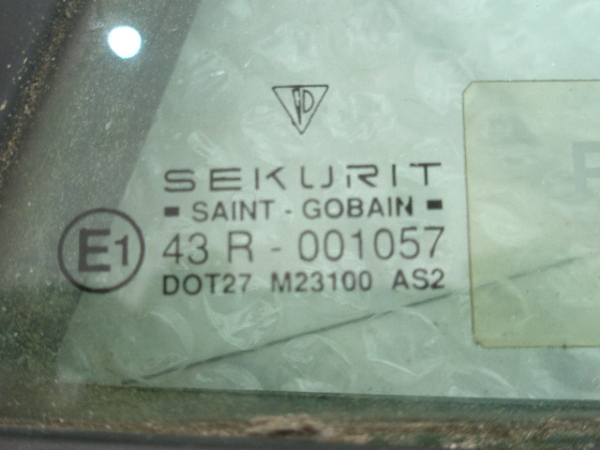 SEKURIT
SAINT - GOBAIN
E1
43 R - 001057
DOT27 M23100 AS2